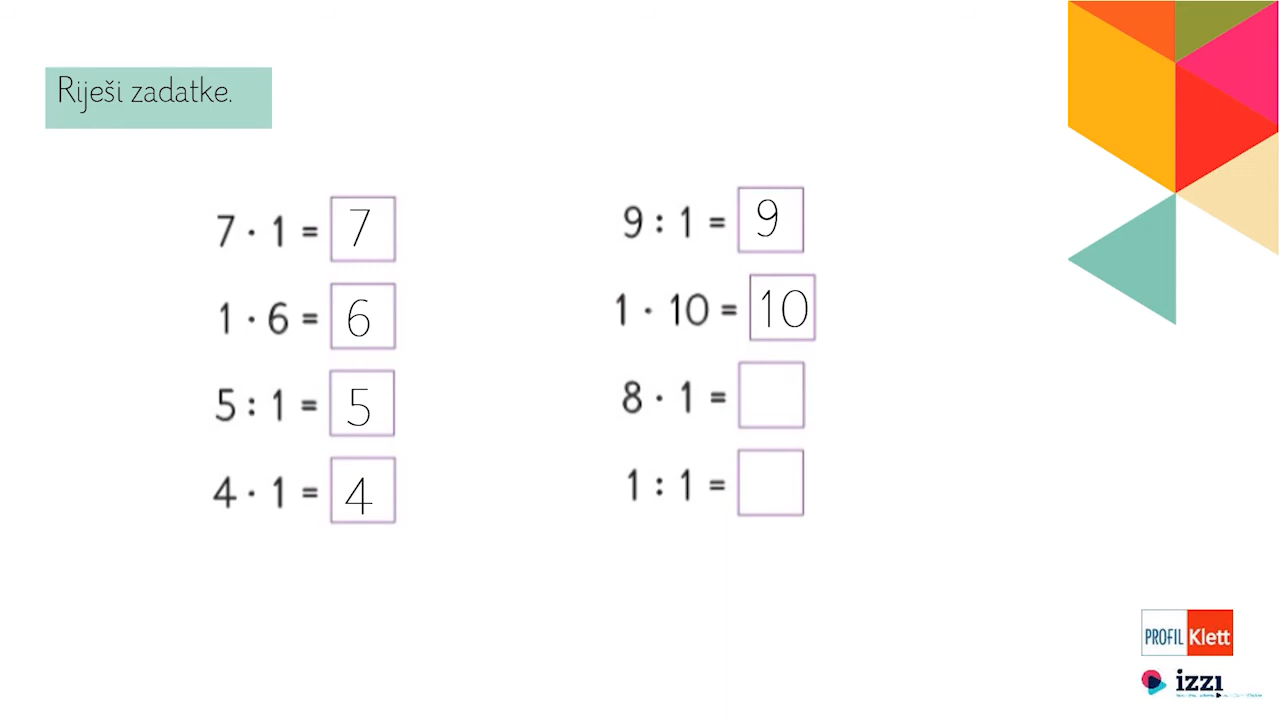 Riješi zadatke.
7 · 1 = 7
1 · 6 = 6
5 : 1 = 5
4 · 1 = 4
9 : 1 = 9
1 · 10 = 10
8 · 1 =
1 : 1 =
PROFIL Klett
izzi